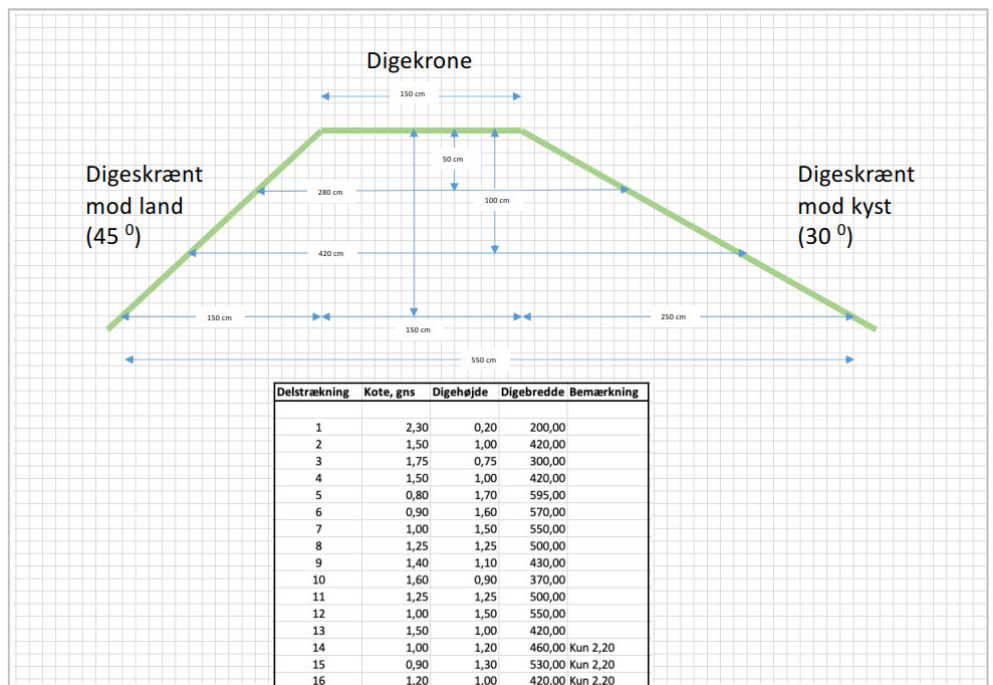 Digekrone
150 cm
50 cm
Digeskrænt
mod land
(45 ⁰)
Digeskrænt
mod kyst
(30 ⁰)
280 cm
100 cm
420 cm
150 cm
150 cm
250 cm
550 cm
Delstrækning Kote, gns Digehøjde Digebredde Bemærkning
1 2,30 0,20 200,00
2 1,50 1,00 420,00
3 1,75 0,75 300,00
4 1,50 1,00 420,00
5 0,80 1,70 595,00
6 0,90 1,60 570,00
7 1,00 1,50 550,00
8 1,25 1,25 500,00
9 1,40 1,10 430,00
10 1,60 0,90 370,00
11 1,25 1,25 500,00
12 1,00 1,50 550,00
13 1,50 1,00 420,00
14 1,00 1,20 460,00 Kun 2,20
15 0,90 1,30 530,00 Kun 2,20
16 1,20 1,00 420,00 Kun 2,20